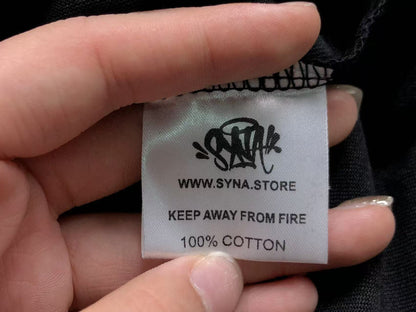 SYNA
WWW.SYNA.STORE
KEEP AWAY FROM FIRE
100% COTTON